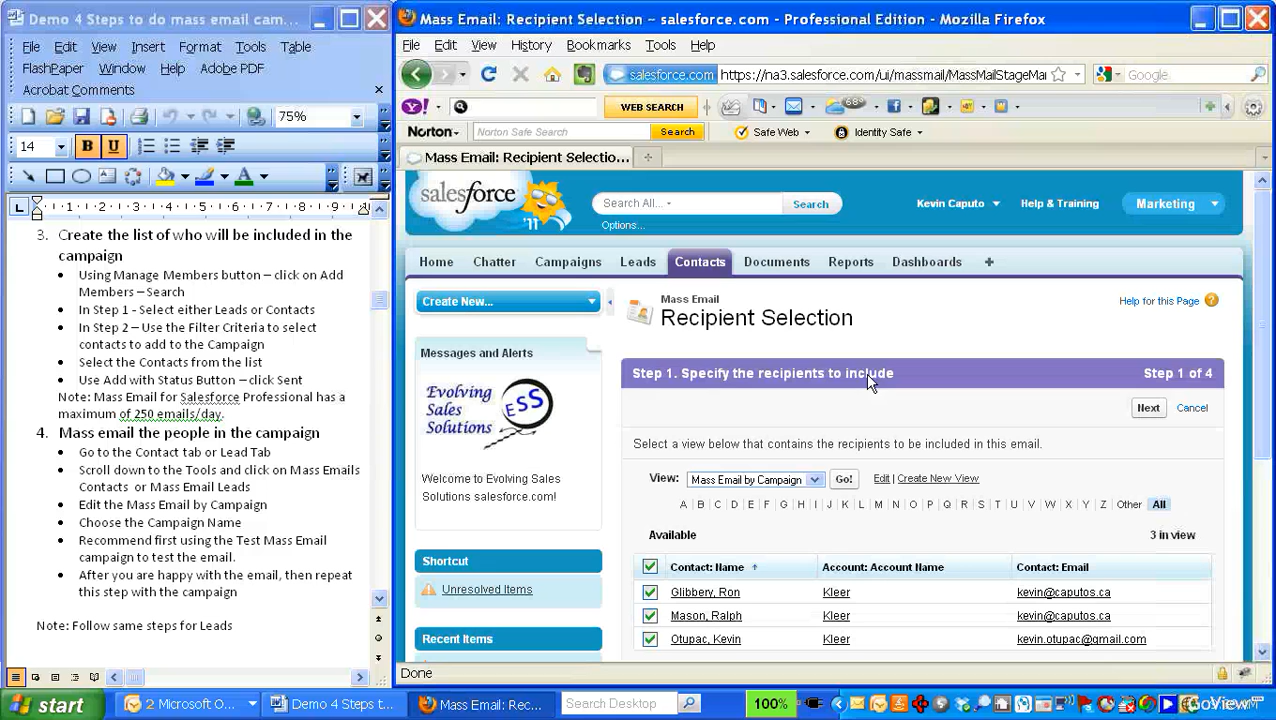 Demo 4 Steps to do mass email cam...
File Edit View Insert Format Tools Table
FlashPaper Window Help Adobe PDF
Acrobat Comments
75%
14 B U
L 1 2 3 4 5 6 7 8 9
3. Create the list of who will be included in the
campaign
• Using Manage Members button – click on Add
Members – Search
• In Step 1 - Select either Leads or Contacts
• In Step 2 – Use the Filter Criteria to select
contacts to add to the Campaign
• Select the Contacts from the list
• Use Add with Status Button – click Sent
Note: Mass Email for Salesforce Professional has a
maximum of 250 emails/day.
4. Mass email the people in the campaign
• Go to the Contact tab or Lead Tab
• Scroll down to the Tools and click on Mass Emails
Contacts or Mass Email Leads
• Edit the Mass Email by Campaign
• Choose the Campaign Name
• Recommend first using the Test Mass Email
campaign to test the email.
• After you are happy with the email, then repeat
this step with the campaign
Note: Follow same steps for Leads
Mass Email: Recipient Selection ~ salesforce.com - Professional Edition - Mozilla Firefox
File Edit View History Bookmarks Tools Help
salesforce.com https://na3.salesforce.com/ui/massmail/MassMailStageMar
Google
Y! WEB SEARCH 68°
Norton Norton Safe Search Search Safe Web Identity Safe
Mass Email: Recipient Selectio...
salesforce '11
Search All... Search
Options...
Kevin Caputo Help & Training Marketing
Home Chatter Campaigns Leads Contacts Documents Reports Dashboards +
Create New...
Messages and Alerts
Evolving
Sales
Solutions
ESS
Welcome to Evolving Sales
Solutions salesforce.com!
Shortcut
Unresolved Items
Recent Items
Mass Email
Recipient Selection
Help for this Page ?
Step 1. Specify the recipients to include Step 1 of 4
Next Cancel
Select a view below that contains the recipients to be included in this email.
View: Mass Email by Campaign Go! Edit | Create New View
A B C D E F G H I J K L M N O P Q R S T U V W X Y Z Other All
Available 3 in view
Contact: Name Account: Account Name Contact: Email
Glibbery, Ron Kleer kevin@caputos.ca
Mason, Ralph Kleer kevin@caputos.ca
Otupac, Kevin Kleer kevin.otupac@gmail.com
Done
start 2 Microsoft O... Demo 4 Steps t... Mass Email: Rec... Search Desktop 100%
GoView™